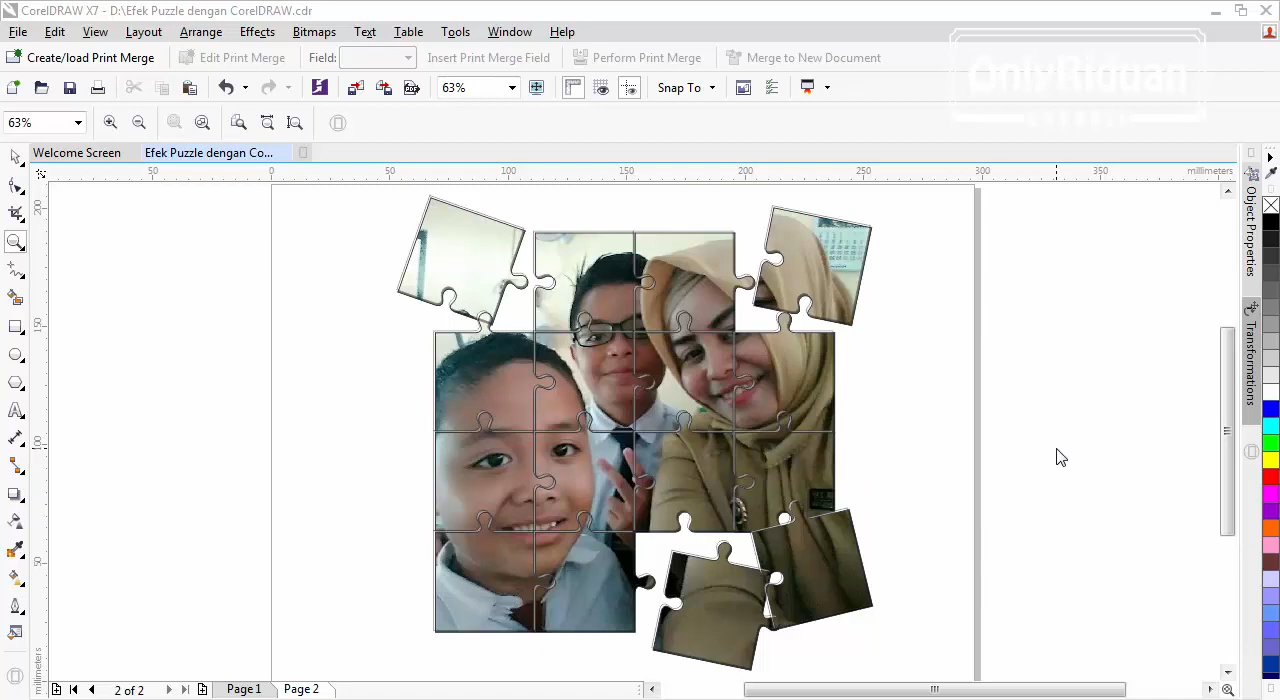 CorelDRAW X7 - D:\Efek Puzzle dengan CorelDRAW.cdr
File Edit View Layout Arrange Effects Bitmaps Text Table Tools Window Help
Create/load Print Merge Edit Print Merge Field: Insert Print Merge Field Perform Print Merge Merge to New Document
OnlyRiduan
63% Snap To
63%
Welcome Screen Efek Puzzle dengan Co...
50 0 50 100 150 200 250 300 350 millimeters
200
150
100
50
millimeters
Object Properties
Transformations
2 of 2 Page 1 Page 2